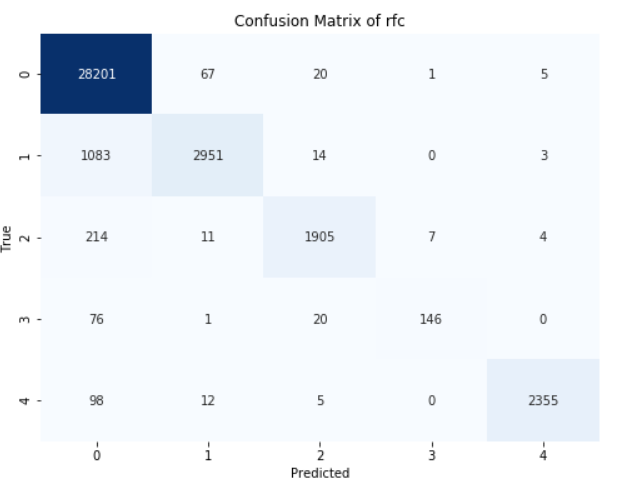 Confusion Matrix of rfc
0 28201 67 20 1 5
1 1083 2951 14 0 3
2 214 11 1905 7 4
True
3 76 1 20 146 0
4 98 12 5 0 2355
0 1 2 3 4
Predicted